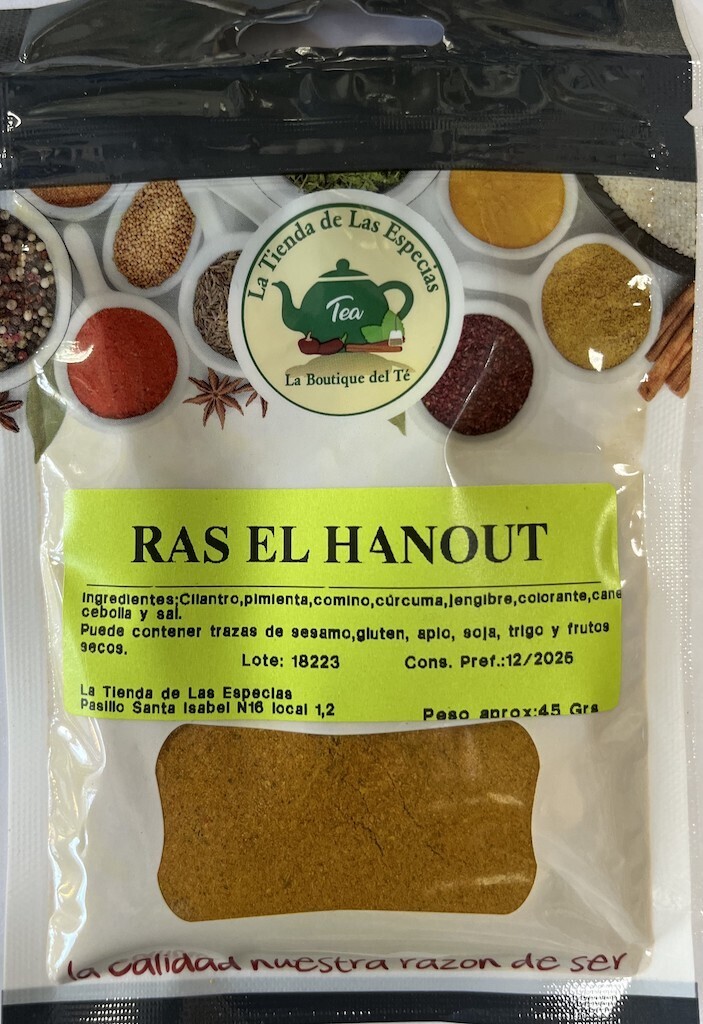 La Tienda de Las Especias
Tea
La Boutique del Té
RAS EL HANOUT
Ingredientes:Cilantro,pimienta,comino,cúrcuma,jengibre,colorante,cane
cebolla y sal.
Puede contener trazas de sesamo,gluten, apio, soja, trigo y frutos
secos.
Lote: 18223 Cons. Pref.:12/2025
La Tienda de Las Especias
Pasillo Santa Isabel N16 local 1,2 Peso aprox:45 Grs
la calidad nuestra razon de ser